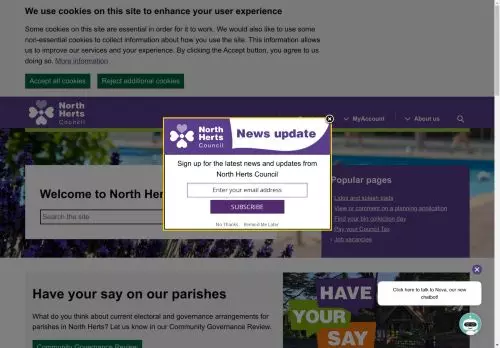 We use cookies on this site to enhance your user experience
Some cookies on this site are essential in order for it to work. We would also like to use some
non-essential cookies to collect information about how you use the site. This information
allows us to improve our services and your experience. By clicking the Accept button, you agree to us
doing so. More information
Accept all cookies
Reject additional cookies
North
Herts
Council
MyAccount
About us
North
Herts
Council
News update
Sign up for the latest news and updates from
North Herts Council
Enter your email address
SUBSCRIBE
No Thanks
Remind Me Later
Welcome to North Herts
Search the site
Popular pages
Lidos and splash pads
View or comment on a planning application
Find your bin collection day
Pay your Council Tax
Job vacancies
Have your say on our parishes
What do you think about current electoral and governance arrangements
for parishes in North Herts? Let us know in our Community Governance Review.
Community Governance Review
HAVE
YOUR
SAY
Click here to talk to Nova, our new
chatbot!